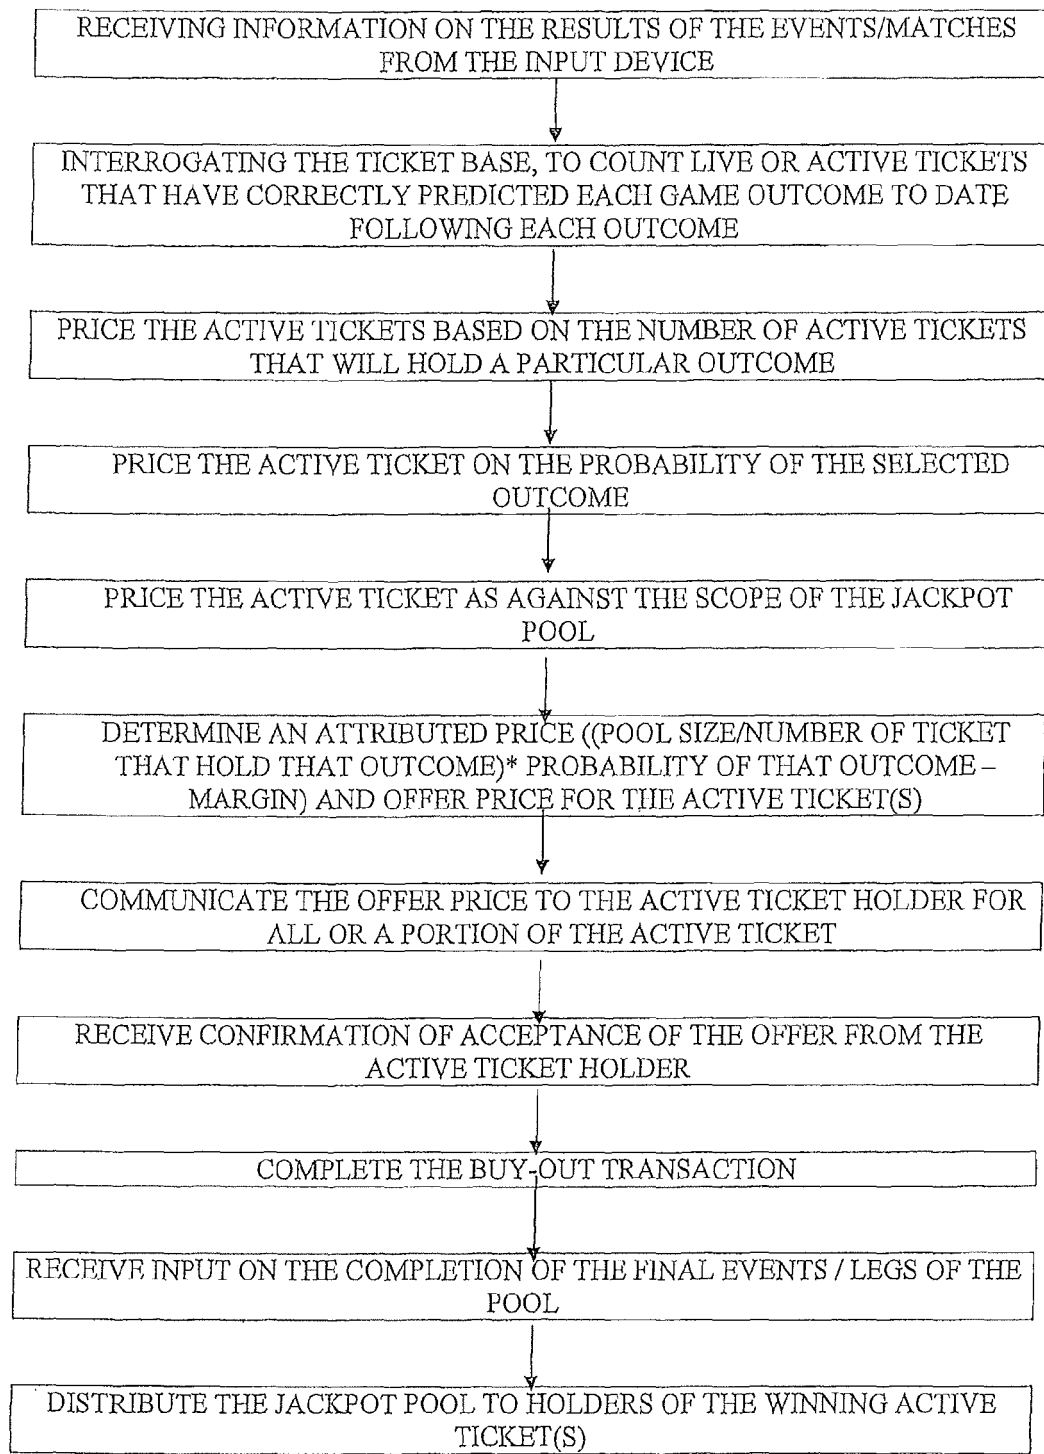 RECEIVING INFORMATION ON THE RESULTS OF THE EVENTS/MATCHES
FROM THE INPUT DEVICE
INTERROGATING THE TICKET BASE, TO COUNT LIVE OR ACTIVE TICKETS
THAT HAVE CORRECTLY PREDICTED EACH GAME OUTCOME TO DATE
FOLLOWING EACH OUTCOME
PRICE THE ACTIVE TICKETS BASED ON THE NUMBER OF ACTIVE TICKETS
THAT WILL HOLD A PARTICULAR OUTCOME
PRICE THE ACTIVE TICKET ON THE PROBABILITY OF THE SELECTED
OUTCOME
PRICE THE ACTIVE TICKET AS AGAINST THE SCOPE OF THE JACKPOT
POOL
DETERMINE AN ATTRIBUTED PRICE ((POOL SIZE/NUMBER OF TICKET
THAT HOLD THAT OUTCOME)* PROBABILITY OF THAT OUTCOME –
MARGIN) AND OFFER PRICE FOR THE ACTIVE TICKET(S)
COMMUNICATE THE OFFER PRICE TO THE ACTIVE TICKET HOLDER FOR
ALL OR A PORTION OF THE ACTIVE TICKET
RECEIVE CONFIRMATION OF ACCEPTANCE OF THE OFFER FROM THE
ACTIVE TICKET HOLDER
COMPLETE THE BUY-OUT TRANSACTION
RECEIVE INPUT ON THE COMPLETION OF THE FINAL EVENTS / LEGS OF THE
POOL
DISTRIBUTE THE JACKPOT POOL TO HOLDERS OF THE WINNING ACTIVE
TICKET(S)